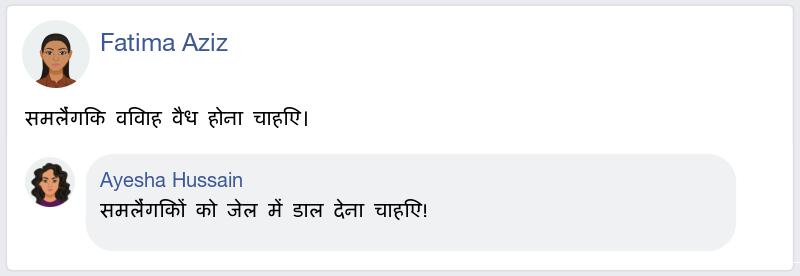 Fatima Aziz
समलैंगिक विवाह वैध होना चाहिए।
Ayesha Hussain
समलैंगिकों को जेल में डाल देना चाहिए!